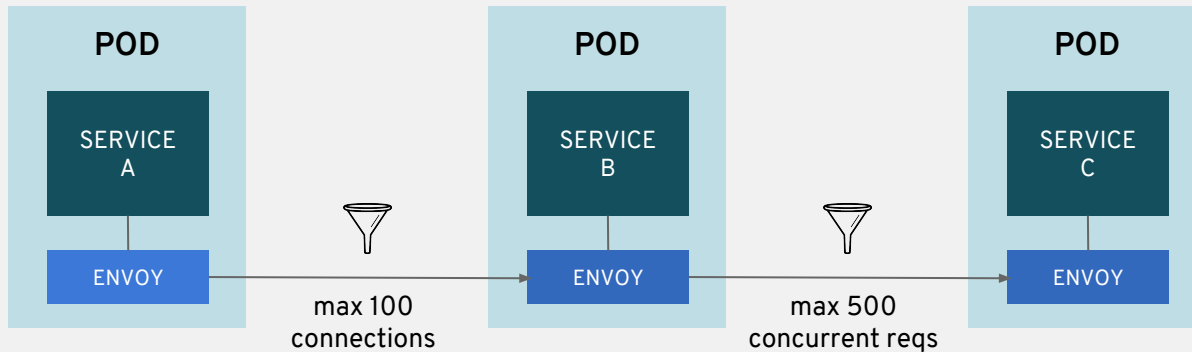 POD
SERVICE
A
ENVOY
max 100
connections
POD
SERVICE
B
ENVOY
max 500
concurrent reqs
POD
SERVICE
C
ENVOY